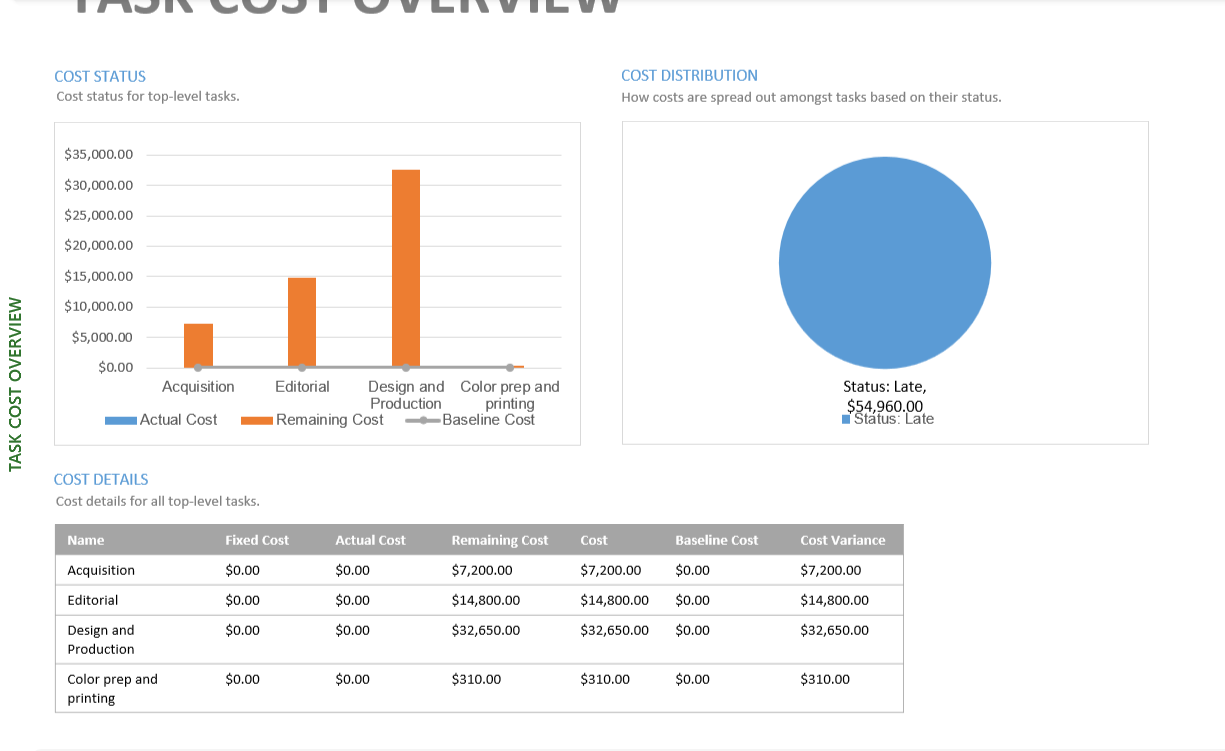 TASK COST OVERVIEW
COST STATUS
Cost status for top-level tasks.
$35,000.00
$30,000.00
$25,000.00
$20,000.00
$15,000.00
$10,000.00
$5,000.00
$0.00
Acquisition
Editorial
Design and
Production
Color prep and
printing
Actual Cost
Remaining Cost
Baseline Cost
COST DISTRIBUTION
How costs are spread out amongst tasks based on their status.
Status: Late,
$54,960.00
Status: Late
TASK COST OVERVIEW
COST DETAILS
Cost details for all top-level tasks.
Name Fixed Cost Actual Cost Remaining Cost Cost Baseline Cost Cost Variance
Acquisition $0.00 $0.00 $7,200.00 $7,200.00 $0.00 $7,200.00
Editorial $0.00 $0.00 $14,800.00 $14,800.00 $0.00 $14,800.00
Design and $0.00 $0.00 $32,650.00 $32,650.00 $0.00 $32,650.00
Production
Color prep and $0.00 $0.00 $310.00 $310.00 $0.00 $310.00
printing